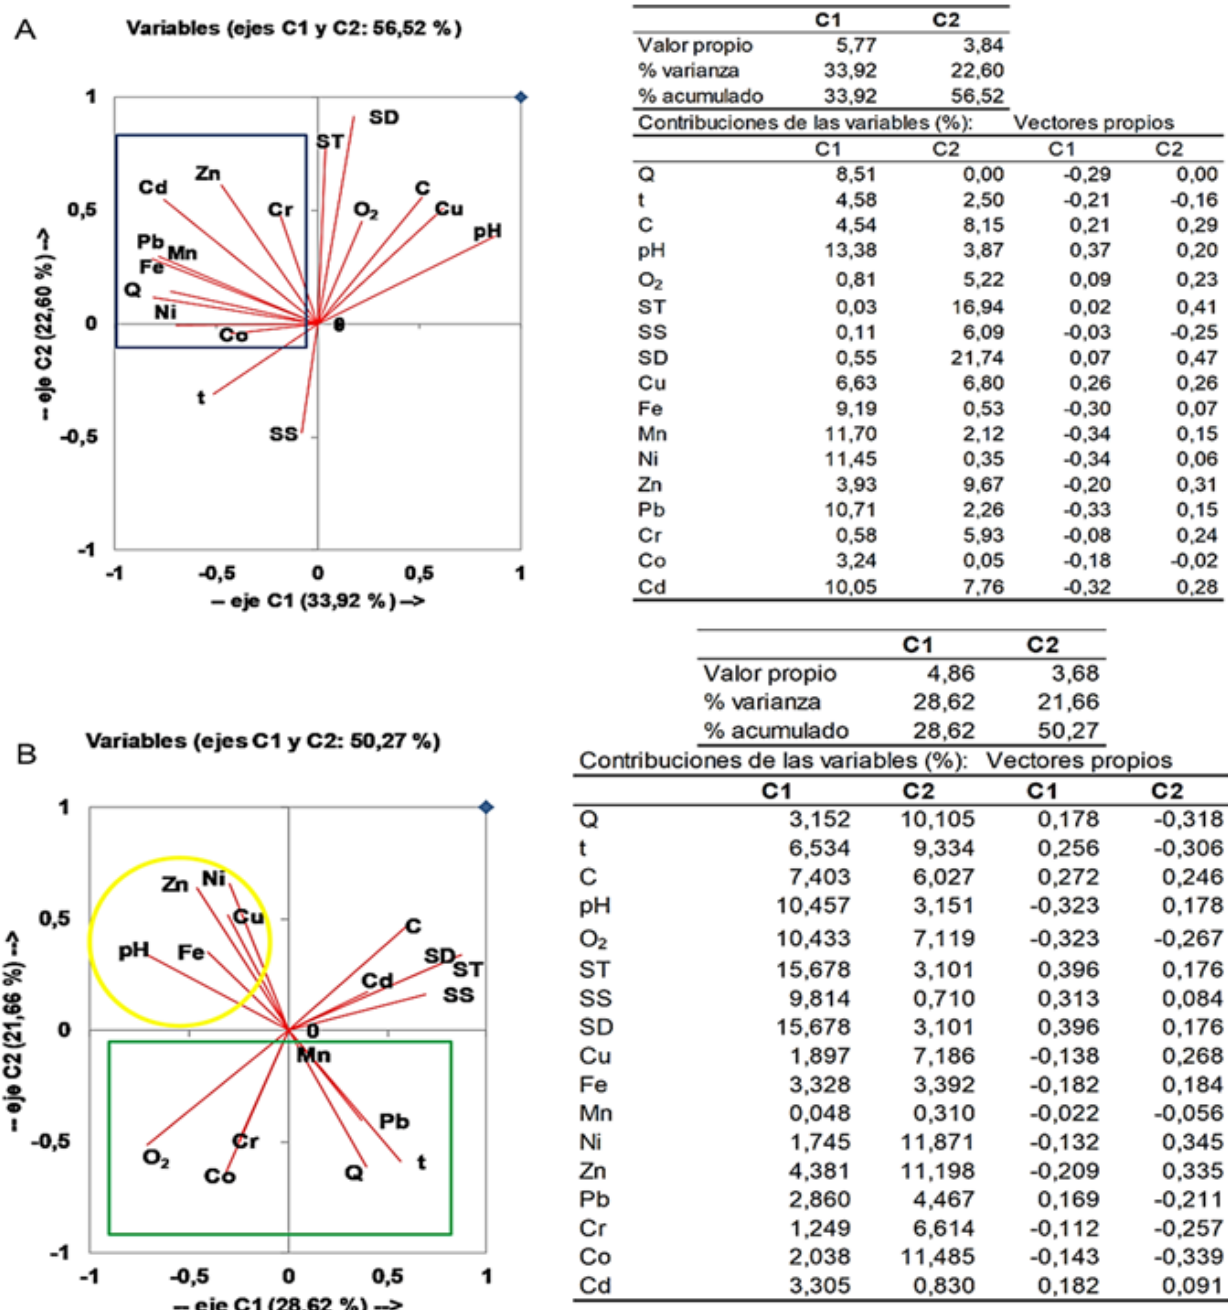 A
Variables (ejes C1 y C2: 56,52 %)
1
0,5
0
-0,5
-1
-1 -0,5 0 0,5 1
-- eje C2 (22,60 %) -->
-- eje C1 (33,92 %) -->
SD
ST
Zn
Cd
Cr
O₂
C
Cu
pH
Pb
Mn
Fe
Q
Ni
Co
t
SS
C1 C2
Valor propio 5,77 3,84
% varianza 33,92 22,60
% acumulado 33,92 56,52
Contribuciones de las variables (%): Vectores propios
C1 C2 C1 C2
Q 8,51 0,00 -0,29 0,00
t 4,58 2,50 -0,21 -0,16
C 4,54 8,15 0,21 0,29
pH 13,38 3,87 0,37 0,20
O₂ 0,81 5,22 0,09 0,23
ST 0,03 16,94 0,02 0,41
SS 0,11 6,09 -0,03 -0,25
SD 0,55 21,74 0,07 0,47
Cu 6,63 6,80 0,26 0,26
Fe 9,19 0,53 -0,30 0,07
Mn 11,70 2,12 -0,34 0,15
Ni 11,45 0,35 -0,34 0,06
Zn 3,93 9,67 -0,20 0,31
Pb 10,71 2,26 -0,33 0,15
Cr 0,58 5,93 -0,08 0,24
Co 3,24 0,05 -0,18 -0,02
Cd 10,05 7,76 -0,32 0,28
B
Variables (ejes C1 y C2: 50,27 %)
1
0,5
0
-0,5
-1
-1 -0,5 0 0,5 1
-- eje C2 (21,66 %) -->
-- eje C1 (28,62 %) -->
Zn
Ni
Cu
pH
Fe
C
SD
ST
Cd
SS
0
Mn
Pb
O₂
Cr
Co
Q
t
C1 C2
Valor propio 4,86 3,68
% varianza 28,62 21,66
% acumulado 28,62 50,27
Contribuciones de las variables (%): Vectores propios
C1 C2 C1 C2
Q 3,152 10,105 0,178 -0,318
t 6,534 9,334 0,256 -0,306
C 7,403 6,027 0,272 0,246
pH 10,457 3,151 -0,323 0,178
O₂ 10,433 7,119 -0,323 -0,267
ST 15,678 3,101 0,396 0,176
SS 9,814 0,710 0,313 0,084
SD 15,678 3,101 0,396 0,176
Cu 1,897 7,186 -0,138 0,268
Fe 3,328 3,392 -0,182 0,184
Mn 0,048 0,310 -0,022 -0,056
Ni 1,745 11,871 -0,132 0,345
Zn 4,381 11,198 -0,209 0,335
Pb 2,860 4,467 0,169 -0,211
Cr 1,249 6,614 -0,112 -0,257
Co 2,038 11,485 -0,143 -0,339
Cd 3,305 0,830 0,182 0,091